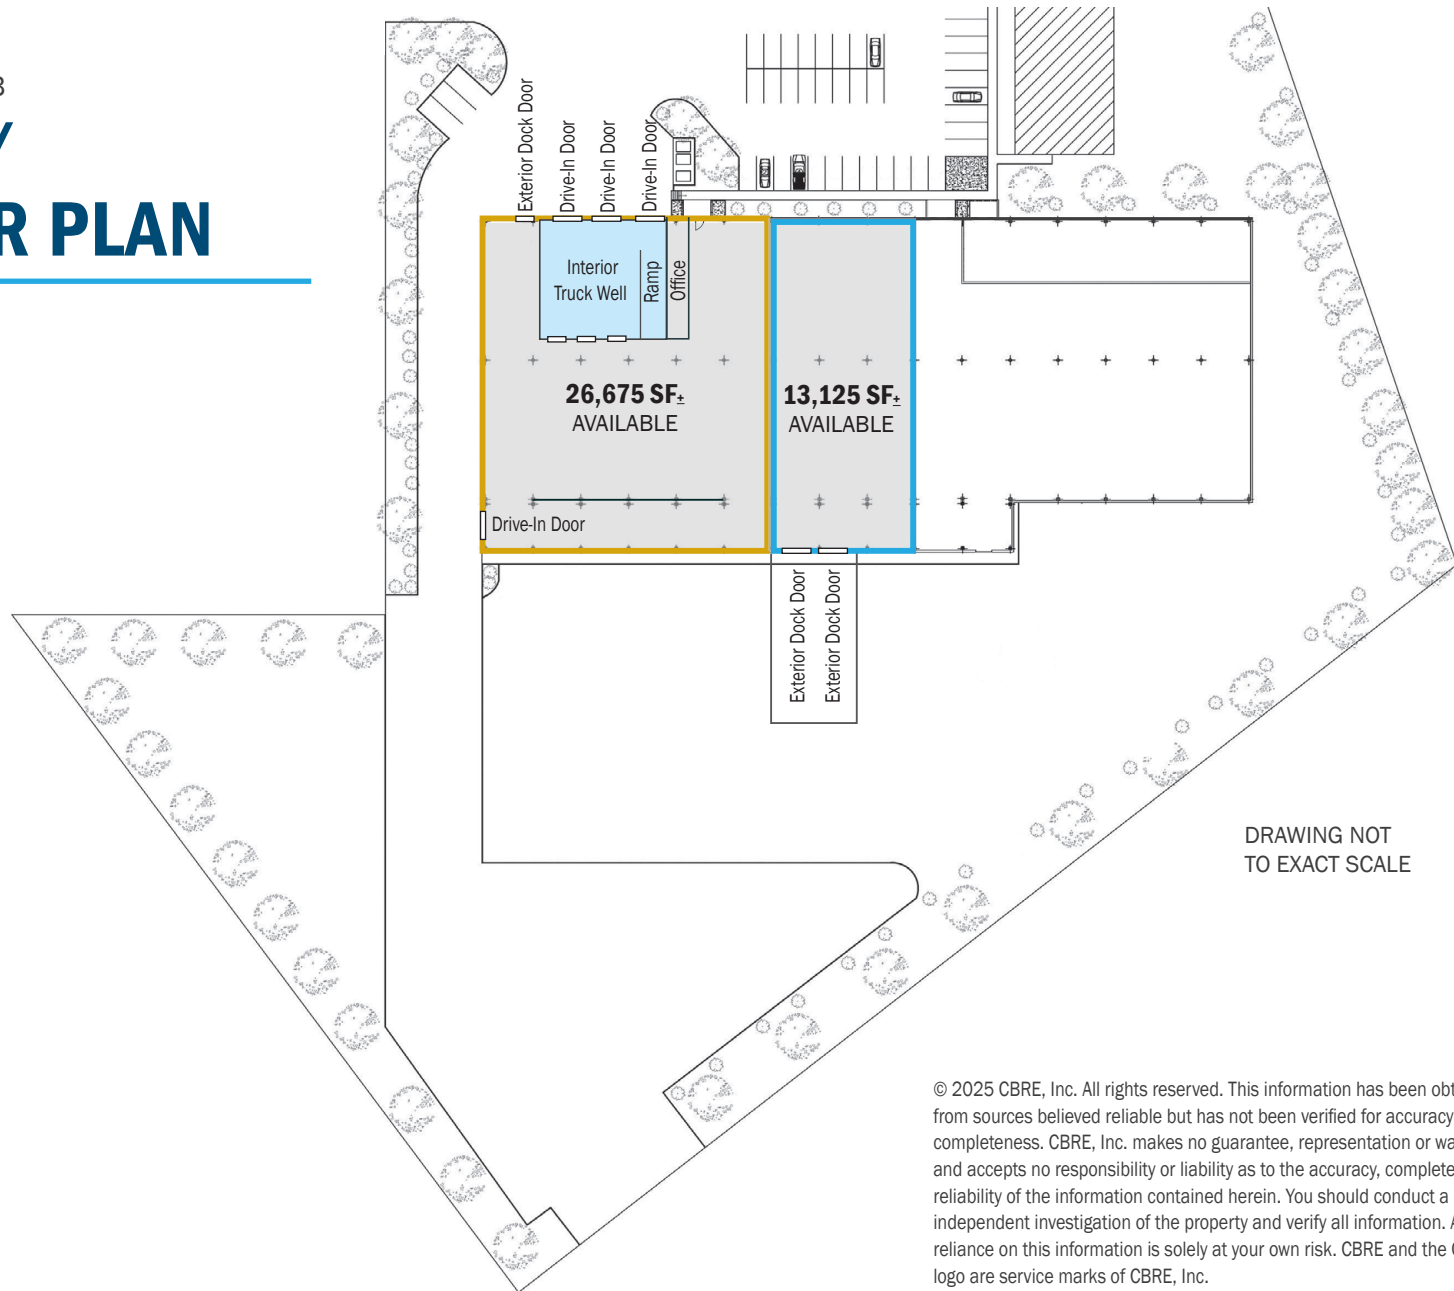 R PLAN
Exterior Dock Door
Drive-In Door
Drive-In Door
Drive-In Door
Interior
Truck Well
Ramp
Office
26,675 SF±
AVAILABLE
13,125 SF±
AVAILABLE
Drive-In Door
Exterior Dock Door
Exterior Dock Door
DRAWING NOT
TO EXACT SCALE
© 2025 CBRE, Inc. All rights reserved. This information has been obt
from sources believed reliable but has not been verified for accuracy
completeness. CBRE, Inc. makes no guarantee, representation or wa
and accepts no responsibility or liability as to the accuracy, complete
reliability of the information contained herein. You should conduct a
independent investigation of the property and verify all information. A
reliance on this information is solely at your own risk. CBRE and the C
logo are service marks of CBRE, Inc.